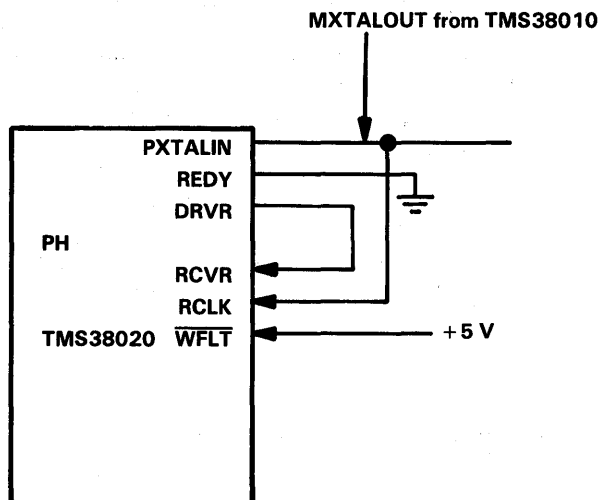 MXTALOUT from TMS38010
PXTALIN
REDY
DRVR
PH
RCVR
RCLK
TMS38020 WFLT
+5 V